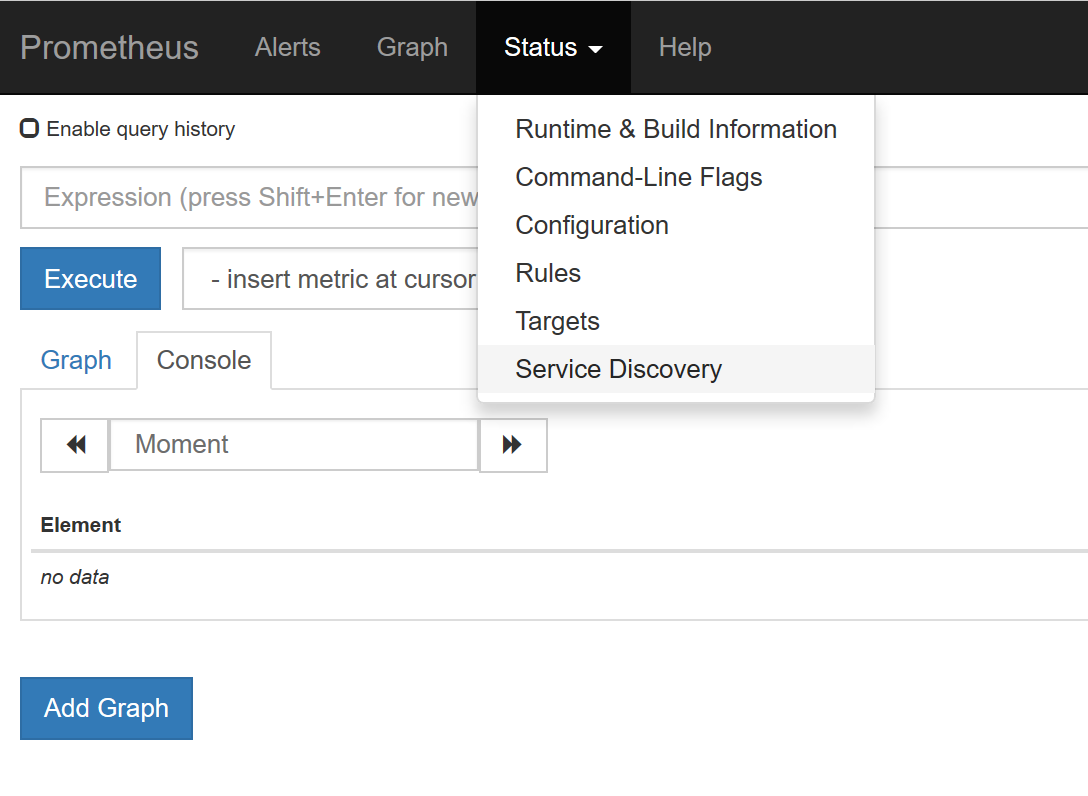 Prometheus Alerts Graph Status Help
Enable query history
Runtime & Build Information
Command-Line Flags
Configuration
Rules
Targets
Service Discovery
Expression (press Shift+Enter for new
Execute - insert metric at cursor
Graph Console
Moment
Element
no data
Add Graph